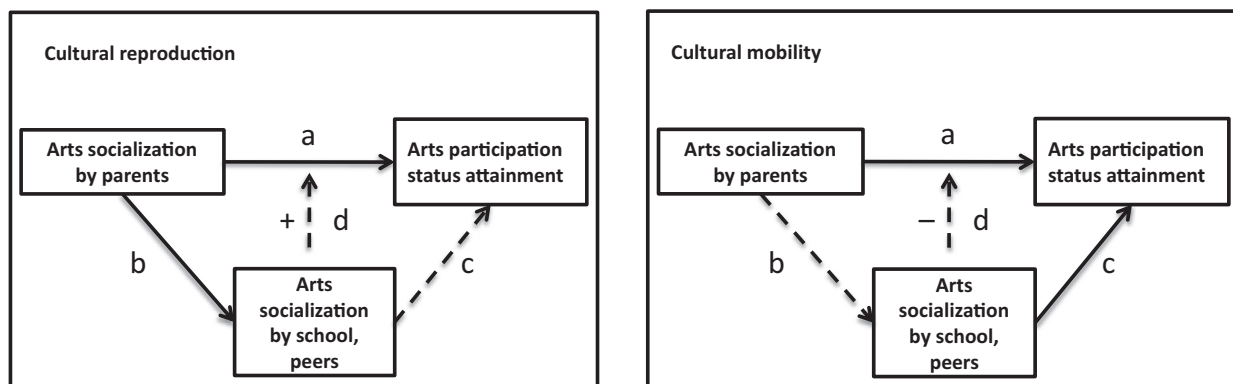 Cultural reproduction
Arts socialization
by parents
a
Arts participation
status attainment
+
d
b
c
Arts
socialization
by school,
peers
Cultural mobility
Arts socialization
by parents
a
Arts participation
status attainment
–
d
b
c
Arts
socialization
by school,
peers